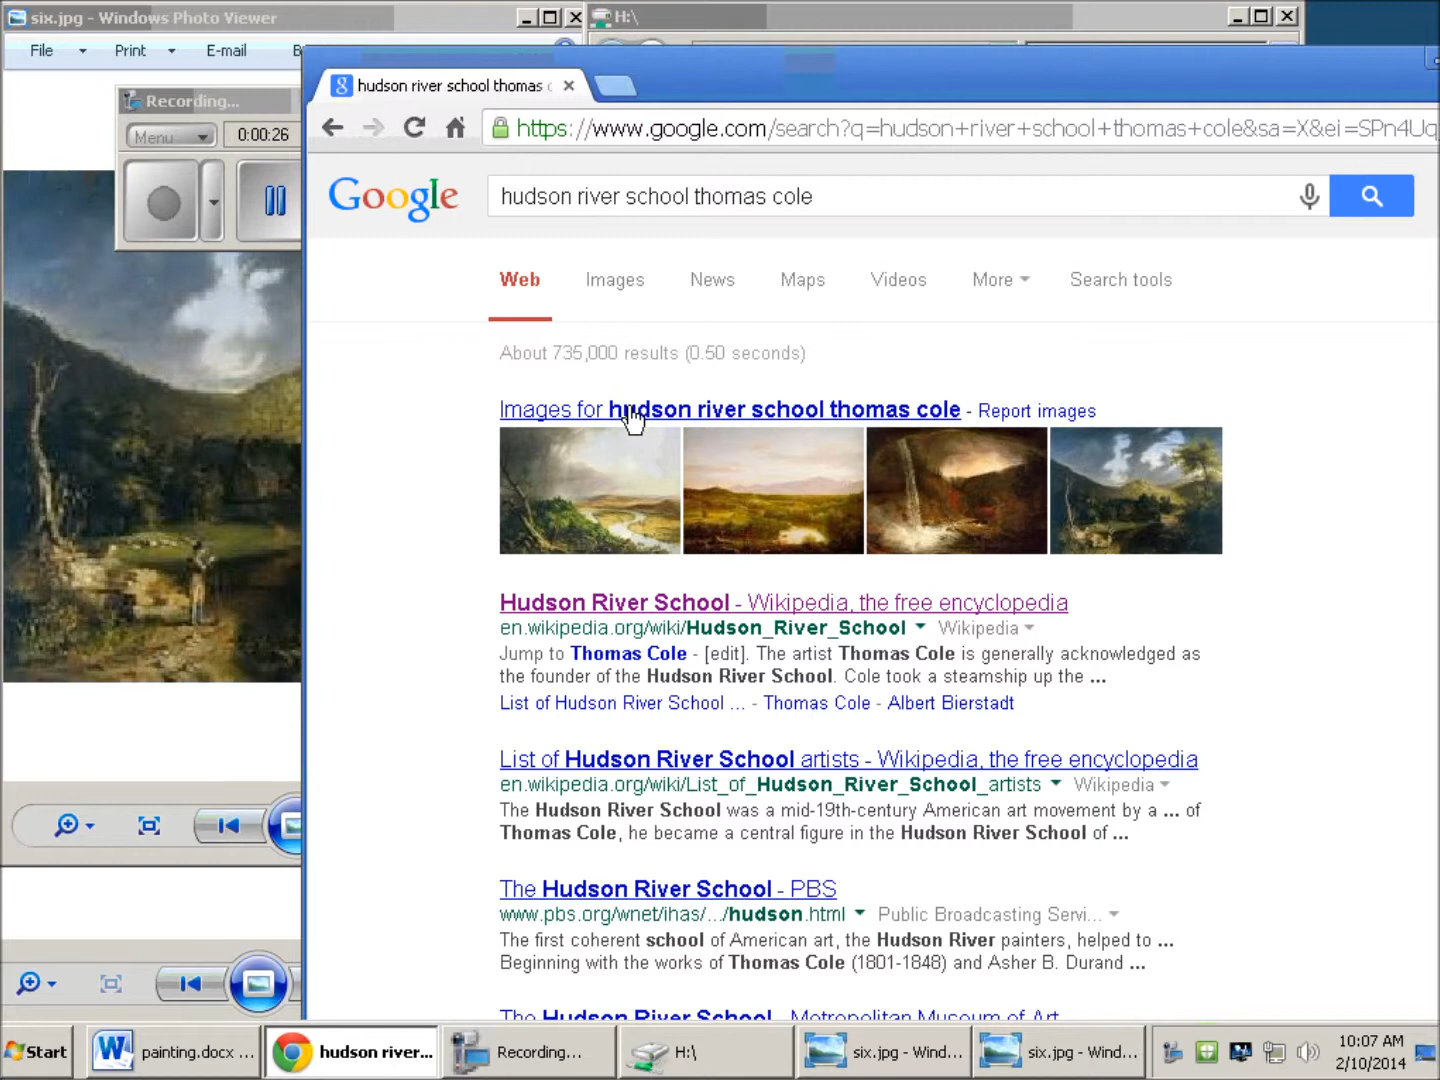 six.jpg - Windows Photo Viewer
H:\
File Print E-mail B
hudson river school thomas c
Recording...
Menu 0:00:26
https://www.google.com/search?q=hudson+river+school+thomas+cole&sa=X&ei=SPn4Uq
Google
hudson river school thomas cole
Web Images News Maps Videos More Search tools
About 735,000 results (0.50 seconds)
Images for hudson river school thomas cole - Report images
Hudson River School - Wikipedia, the free encyclopedia
en.wikipedia.org/wiki/Hudson_River_School Wikipedia
Jump to Thomas Cole - [edit]. The artist Thomas Cole is generally acknowledged as
the founder of the Hudson River School. Cole took a steamship up the ...
List of Hudson River School ... - Thomas Cole - Albert Bierstadt
List of Hudson River School artists - Wikipedia, the free encyclopedia
en.wikipedia.org/wiki/List_of_Hudson_River_School_artists Wikipedia
The Hudson River School was a mid-19th-century American art movement by a ... of
Thomas Cole, he became a central figure in the Hudson River School of ...
The Hudson River School - PBS
www.pbs.org/wnet/ihas/.../hudson.html Public Broadcasting Servi...
The first coherent school of American art, the Hudson River painters, helped to ...
Beginning with the works of Thomas Cole (1801-1848) and Asher B. Durand ...
The Hudson River School - Metropolitan Museum of Art
Start painting.docx ... hudson river... Recording... H:\ six.jpg - Wind... six.jpg - Wind... 10:07 AM
2/10/2014